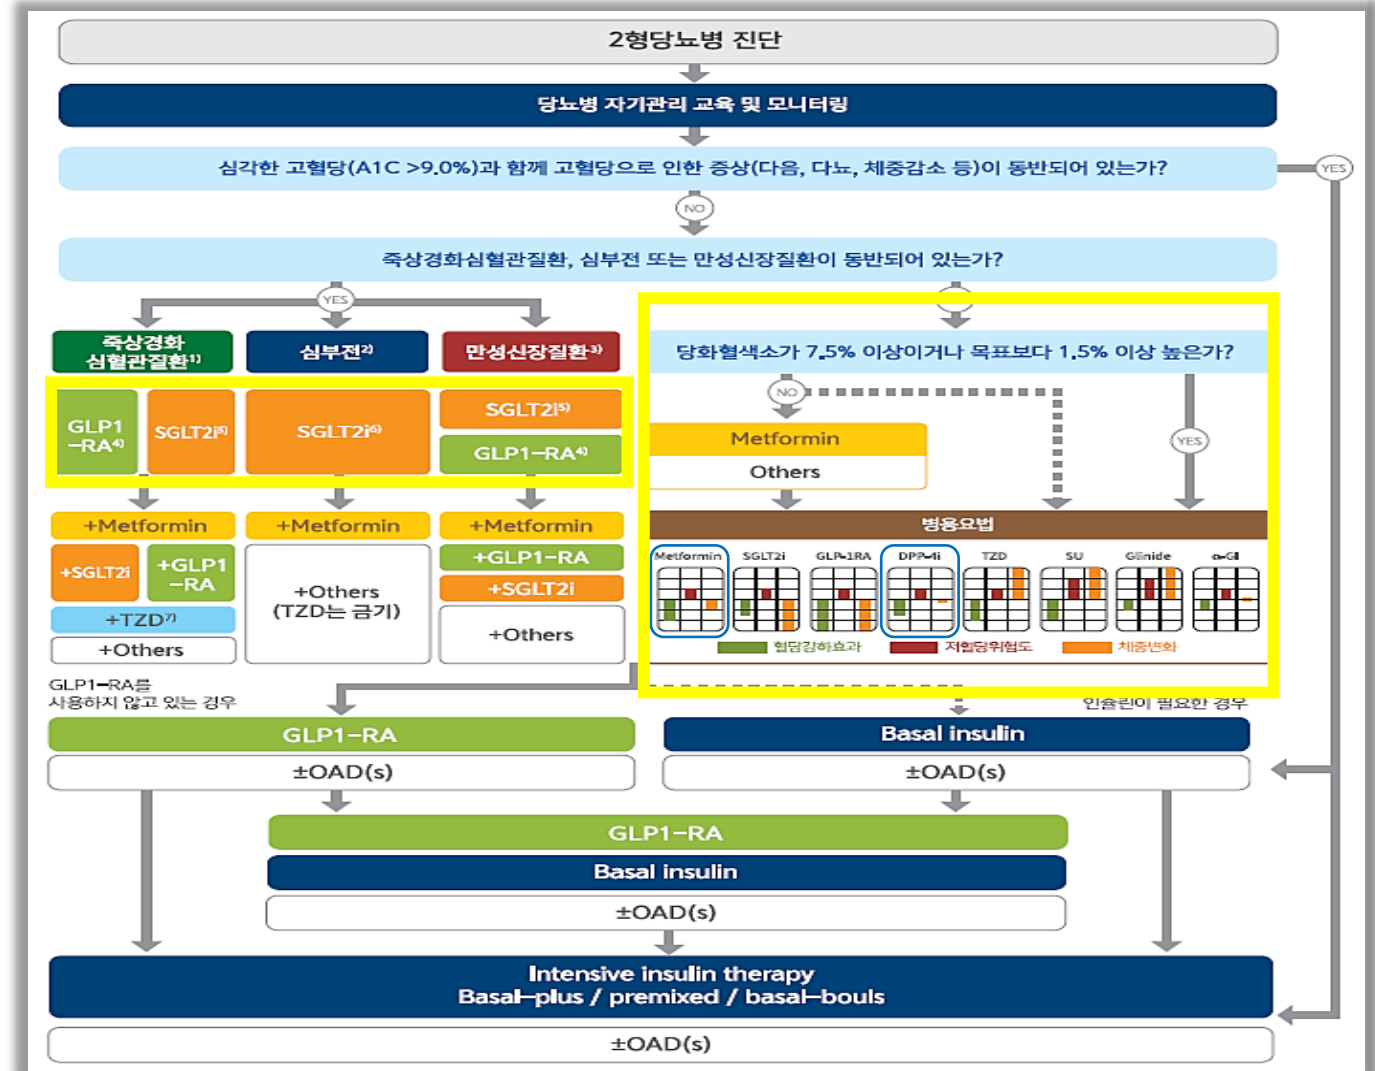 2형당뇨병 진단
당뇨병 자기관리 교육 및 모니터링
심각한 고혈당(A1C >9.0%)과 함께 고혈당으로 인한 증상(다음, 다뇨, 체중감소 등)이 동반되어 있는가?
YES
NO
죽상경화심혈관질환, 심부전 또는 만성신장질환이 동반되어 있는가?
YES
죽상경화
심혈관질환1)
심부전2)
만성신장질환3)
GLP1
-RA4)
SGLT2i5)
SGLT2i6)
SGLT2i5)
GLP1-RA4)
+Metformin
+SGLT2i
+GLP1
-RA
+TZD7)
+Others
+Metformin
+Others
(TZD는 금기)
+Metformin
+GLP1-RA
+SGLT2i
+Others
당화혈색소가 7.5% 이상이거나 목표보다 1.5% 이상 높은가?
NO
YES
Metformin
Others
병용요법
Metformin SGLT2i GLP-1RA DPP-4i TZD SU Glinide α-GI
혈당강하효과 저혈당위험도 체중변화
GLP1-RA를
사용하지 않고 있는 경우
인슐린이 필요한 경우
GLP1-RA
±OAD(s)
Basal insulin
±OAD(s)
GLP1-RA
Basal insulin
±OAD(s)
Intensive insulin therapy
Basal-plus / premixed / basal-bouls
±OAD(s)